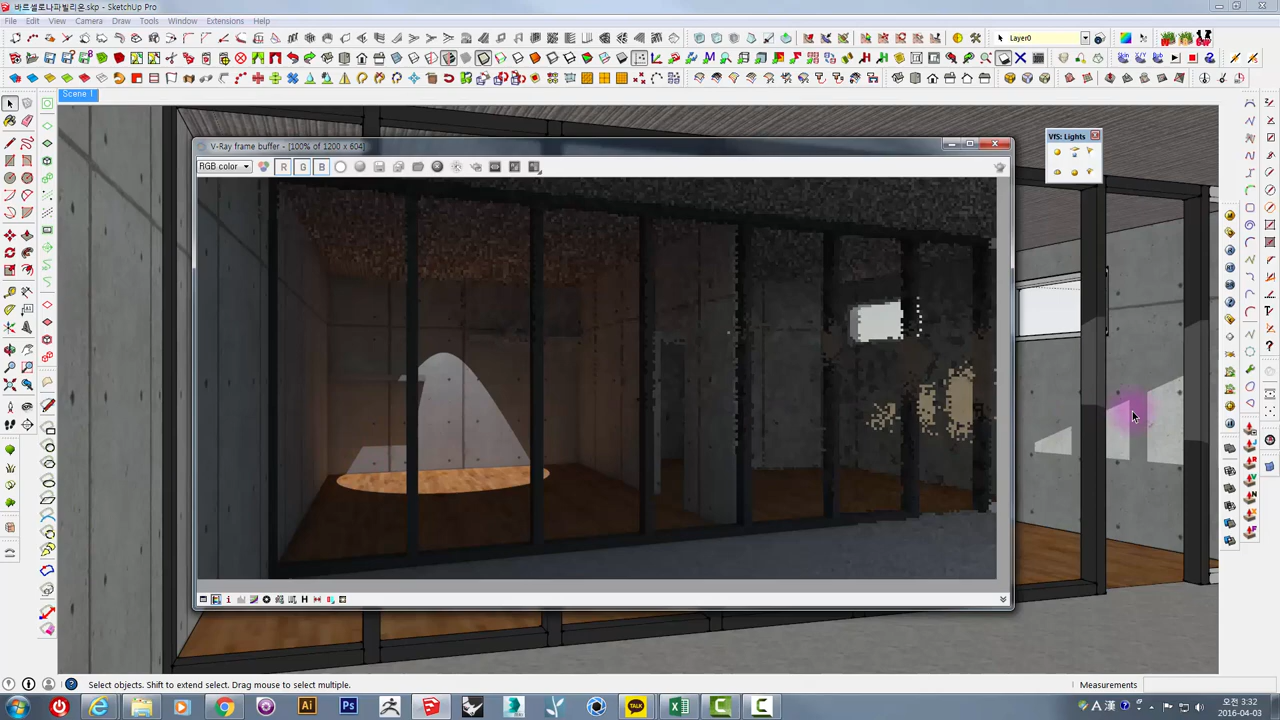 바르셀로나파빌리온.skp - SketchUp Pro
File Edit View Camera Draw Tools Window Extensions Help
Layer0
Scene 1
V-Ray frame buffer - [100% of 1200 x 604]
VfS: Lights
RGB color
R G B
H
Select objects. Shift to extend select. Drag mouse to select multiple.
Measurements
Ai
Ps
TALK
A 漢
오후 3:32
2016-04-03